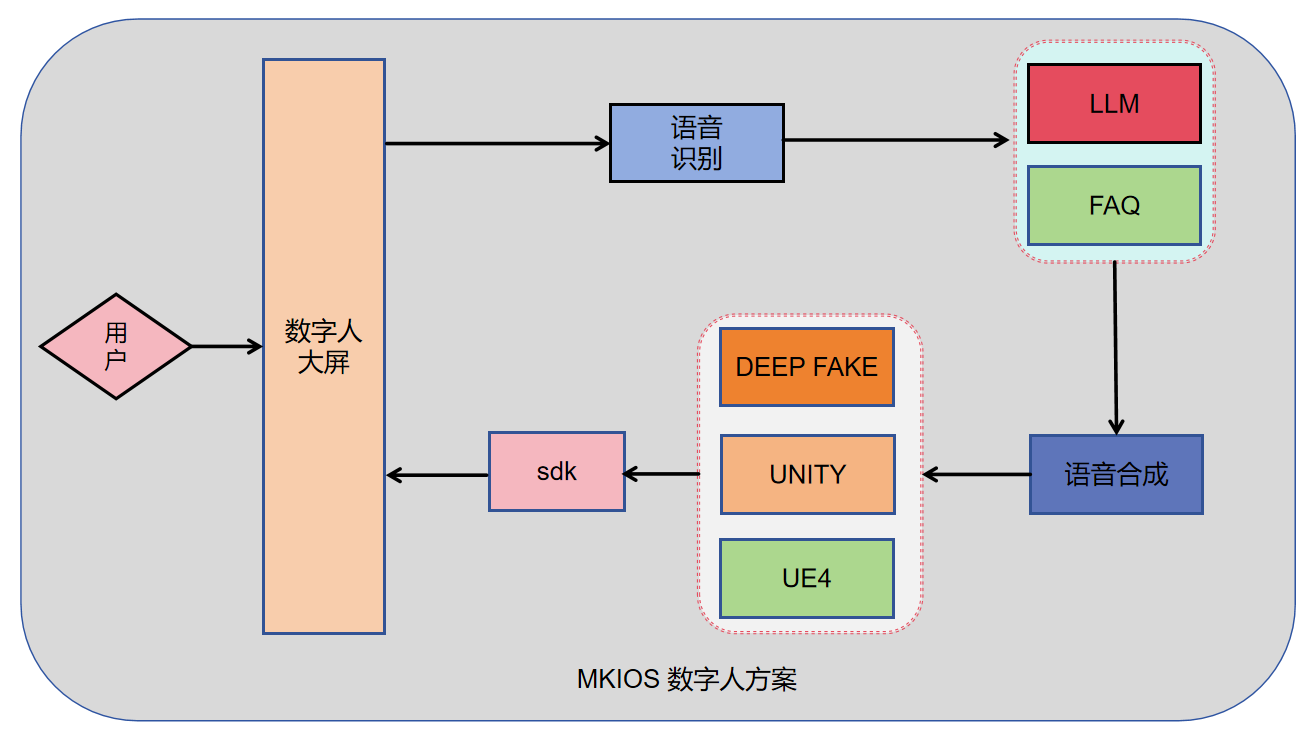 用
户
数字人
大屏
语音
识别
LLM
FAQ
语音合成
DEEP FAKE
UNITY
UE4
sdk
MKIOS 数字人方案